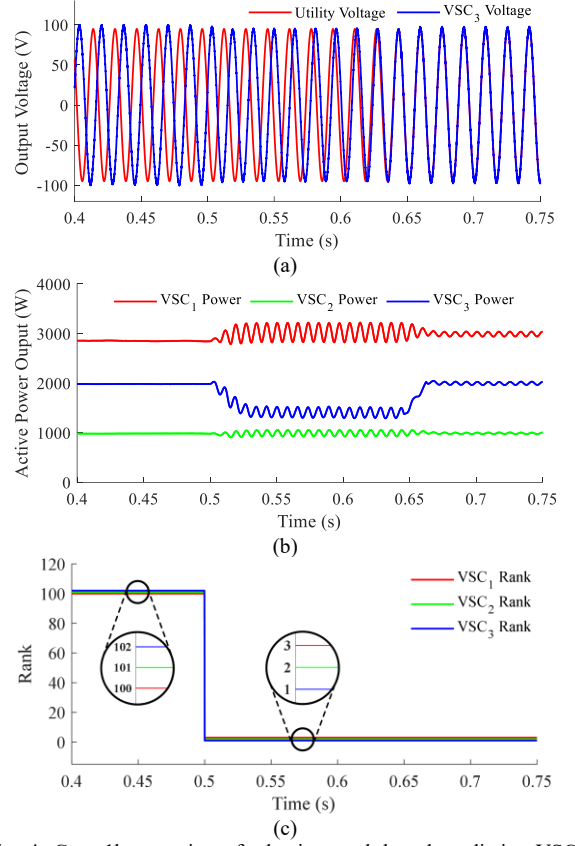 Utility Voltage VSC3 Voltage
100
50
0
-50
-100
Output Voltage (V)
0.4 0.45 0.5 0.55 0.6 0.65 0.7 0.75
Time (s)
(a)
VSC1 Power VSC2 Power VSC3 Power
4000
3000
2000
1000
0
Active Power Ouput (W)
0.4 0.45 0.5 0.55 0.6 0.65 0.7 0.75
Time (s)
(b)
120
100
80
60
40
20
0
Rank
VSC1 Rank
VSC2 Rank
VSC3 Rank
102
101
100
3
2
1
0.4 0.45 0.5 0.55 0.6 0.65 0.7 0.75
Time (s)
(c)